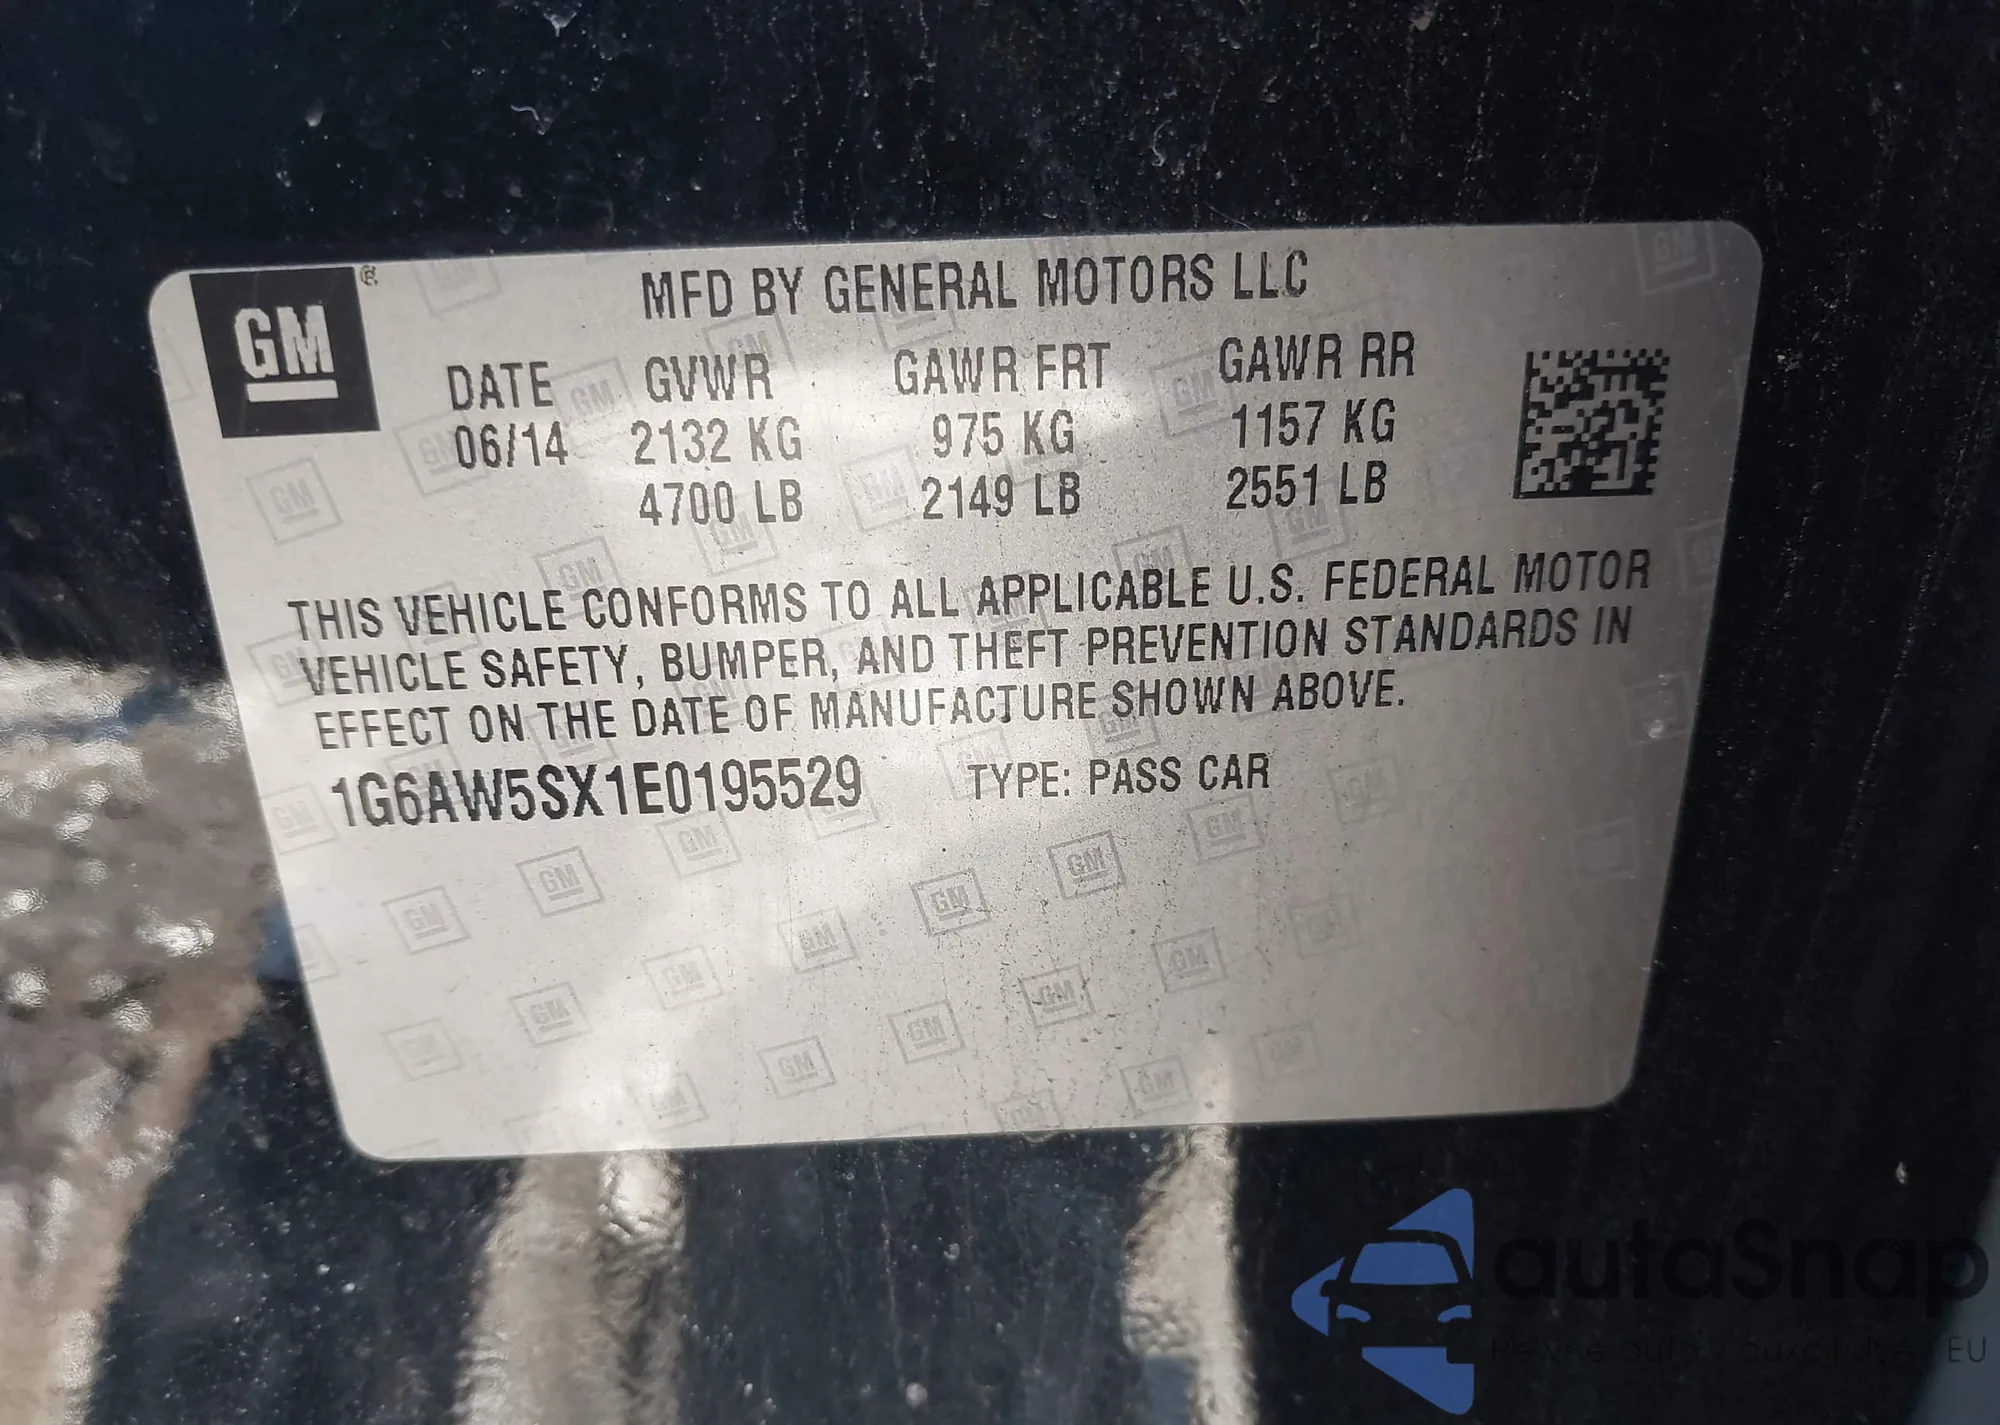 GM ®
MFD BY GENERAL MOTORS LLC
DATE GVWR GAWR FRT GAWR RR
06/14 2132 KG 975 KG 1157 KG
4700 LB 2149 LB 2551 LB
THIS VEHICLE CONFORMS TO ALL APPLICABLE U.S. FEDERAL MOTOR
VEHICLE SAFETY, BUMPER, AND THEFT PREVENTION STANDARDS IN
EFFECT ON THE DATE OF MANUFACTURE SHOWN ABOVE.
1G6AW5SX1E0195529 TYPE: PASS CAR
autaSnap
EU